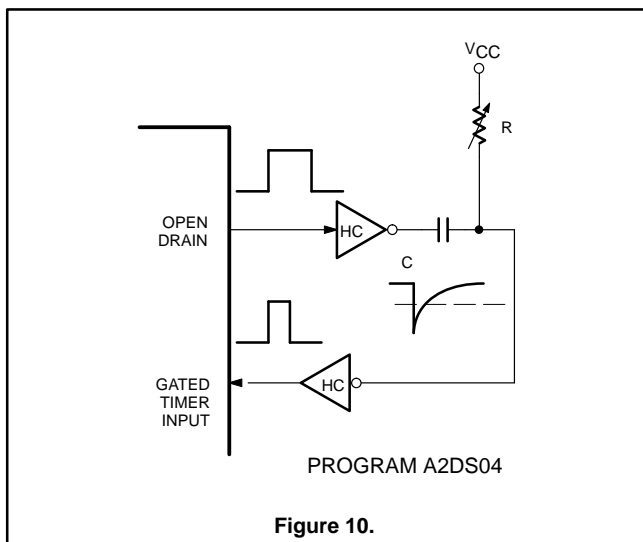 VCC
R
OPEN
DRAIN
HC
C
GATED
TIMER
INPUT
HC
PROGRAM A2DS04
Figure 10.